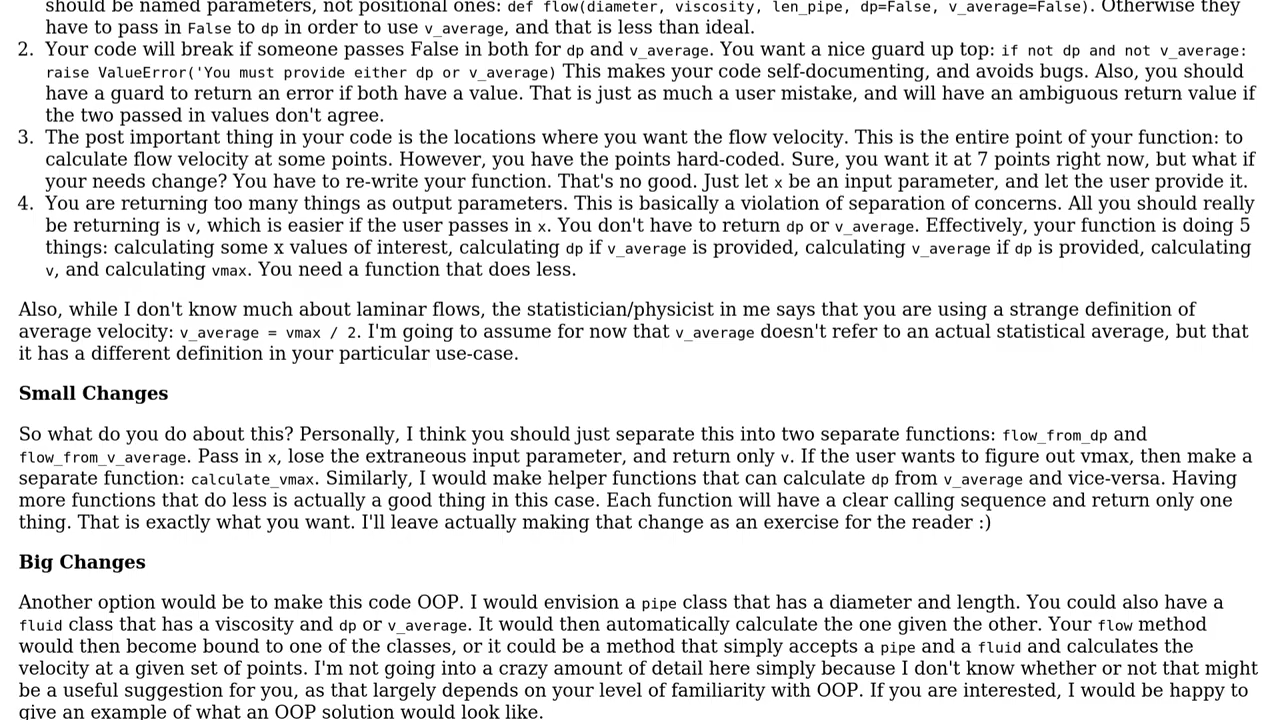 should be named parameters, not positional ones: def flow(diameter, viscosity, len_pipe, dp=False, v_average=False). Otherwise they
have to pass in False to dp in order to use v_average, and that is less than ideal.
2. Your code will break if someone passes False in both for dp and v_average. You want a nice guard up top: if not dp and not v_average:
raise ValueError('You must provide either dp or v_average) This makes your code self-documenting, and avoids bugs. Also, you should
have a guard to return an error if both have a value. That is just as much a user mistake, and will have an ambiguous return value if
the two passed in values don't agree.
3. The post important thing in your code is the locations where you want the flow velocity. This is the entire point of your function: to
calculate flow velocity at some points. However, you have the points hard-coded. Sure, you want it at 7 points right now, but what if
your needs change? You have to re-write your function. That's no good. Just let x be an input parameter, and let the user provide it.
4. You are returning too many things as output parameters. This is basically a violation of separation of concerns. All you should really
be returning is v, which is easier if the user passes in x. You don't have to return dp or v_average. Effectively, your function is doing 5
things: calculating some x values of interest, calculating dp if v_average is provided, calculating v_average if dp is provided, calculating
v, and calculating vmax. You need a function that does less.
Also, while I don't know much about laminar flows, the statistician/physicist in me says that you are using a strange definition of
average velocity: v_average = vmax / 2. I'm going to assume for now that v_average doesn't refer to an actual statistical average, but that
it has a different definition in your particular use-case.
Small Changes
So what do you do about this? Personally, I think you should just separate this into two separate functions: flow_from_dp and
flow_from_v_average. Pass in x, lose the extraneous input parameter, and return only v. If the user wants to figure out vmax, then make a
separate function: calculate_vmax. Similarly, I would make helper functions that can calculate dp from v_average and vice-versa. Having
more functions that do less is actually a good thing in this case. Each function will have a clear calling sequence and return only one
thing. That is exactly what you want. I'll leave actually making that change as an exercise for the reader :)
Big Changes
Another option would be to make this code OOP. I would envision a pipe class that has a diameter and length. You could also have a
fluid class that has a viscosity and dp or v_average. It would then automatically calculate the one given the other. Your flow method
would then become bound to one of the classes, or it could be a method that simply accepts a pipe and a fluid and calculates the
velocity at a given set of points. I'm not going into a crazy amount of detail here simply because I don't know whether or not that might
be a useful suggestion for you, as that largely depends on your level of familiarity with OOP. If you are interested, I would be happy to
give an example of what an OOP solution would look like.